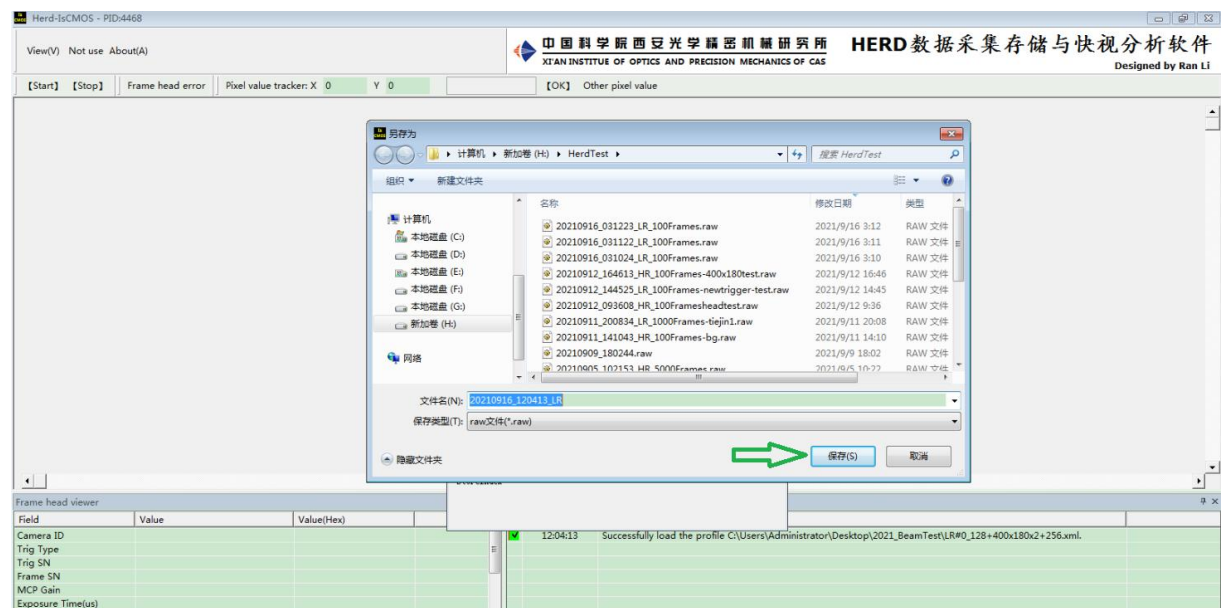 Herd-IsCMOS - PID:4468
View(V) Not use About(A)
中国科学院西安光学精密机械研究所
XI'AN INSTITUTE OF OPTICS AND PRECISION MECHANICS OF CAS
HERD数据采集存储与快视分析软件
Designed by Ran Li
【Start】 【Stop】 Frame head error Pixel value tracker: X 0 Y 0 【OK】 Other pixel value
另存为
计算机 新加卷 (H:) HerdTest 搜索 HerdTest
组织 新建文件夹
名称 修改日期 类型
计算机
本地磁盘 (C:)
本地磁盘 (D:)
本地磁盘 (E:)
本地磁盘 (F:)
本地磁盘 (G:)
新加卷 (H:)
网络
20210916_031223_LR_100Frames.raw 2021/9/16 3:12 RAW 文件
20210916_031122_LR_100Frames.raw 2021/9/16 3:11 RAW 文件
20210916_031024_LR_100Frames.raw 2021/9/16 3:10 RAW 文件
20210912_164613_HR_100Frames-400x180test.raw 2021/9/12 16:46 RAW 文件
20210912_144525_LR_100Frames-newtrigger-test.raw 2021/9/12 14:45 RAW 文件
20210912_093608_HR_100Framesheadtest.raw 2021/9/12 9:36 RAW 文件
20210911_200834_LR_1000Frames-tiejin1.raw 2021/9/11 20:08 RAW 文件
20210911_141043_HR_100Frames-bg.raw 2021/9/11 14:10 RAW 文件
20210909_180244.raw 2021/9/9 18:02 RAW 文件
20210905_102153_HR_5000Frames.raw 2021/9/5 10:22 RAW 文件
文件名(N): 20210916_120413_LR
保存类型(T): raw文件(*.raw)
隐藏文件夹 保存(S) 取消
Frame head viewer
Field Value Value(Hex)
Camera ID
Trig Type
Trig SN
Frame SN
MCP Gain
Exposure Time(us)
12:04:13 Successfully load the profile C:\Users\Administrator\Desktop\2021_BeamTest\LR#0_128+400x180x2+256.xml.